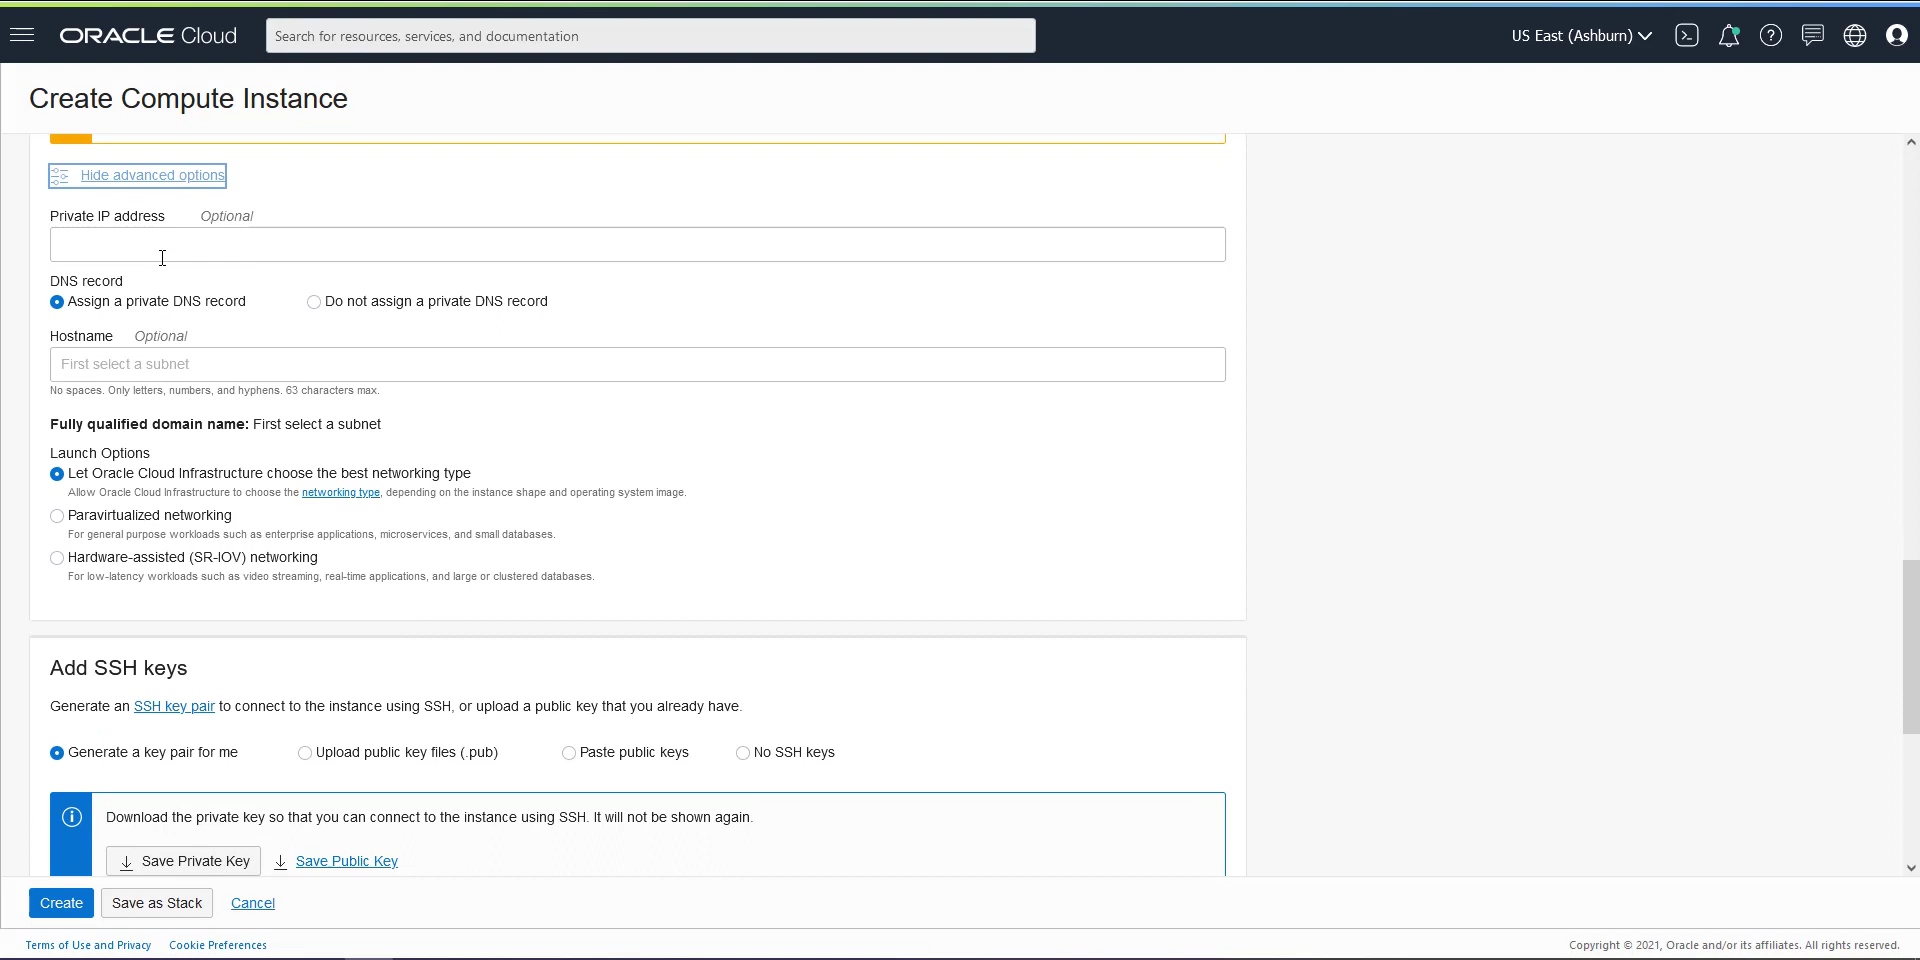 ORACLE Cloud
Search for resources, services, and documentation
US East (Ashburn)
Create Compute Instance
Hide advanced options
Private IP address Optional
DNS record
Assign a private DNS record Do not assign a private DNS record
Hostname Optional
First select a subnet
No spaces. Only letters, numbers, and hyphens. 63 characters max.
Fully qualified domain name: First select a subnet
Launch Options
Let Oracle Cloud Infrastructure choose the best networking type
Allow Oracle Cloud Infrastructure to choose the networking type, depending on the instance shape and operating system image.
Paravirtualized networking
For general purpose workloads such as enterprise applications, microservices, and small databases.
Hardware-assisted (SR-IOV) networking
For low-latency workloads such as video streaming, real-time applications, and large or clustered databases.
Add SSH keys
Generate an SSH key pair to connect to the instance using SSH, or upload a public key that you already have.
Generate a key pair for me Upload public key files (.pub) Paste public keys No SSH keys
Download the private key so that you can connect to the instance using SSH. It will not be shown again.
Save Private Key Save Public Key
Create Save as Stack Cancel
Terms of Use and Privacy Cookie Preferences Copyright © 2021, Oracle and/or its affiliates. All rights reserved.